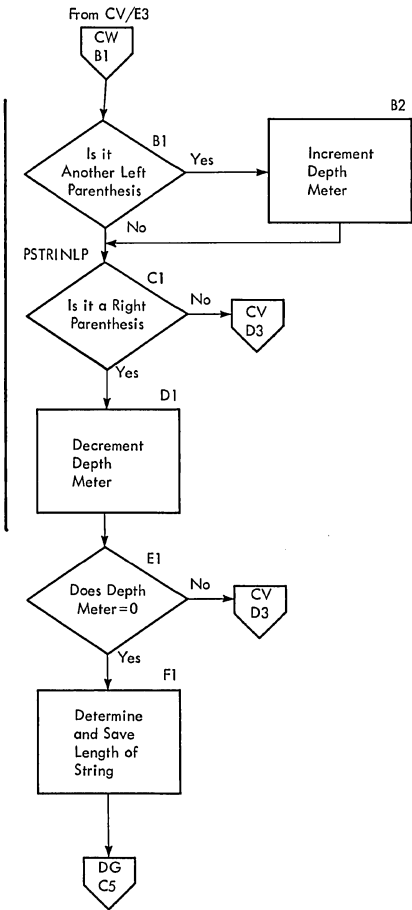 From CV/E3
CW
B1
B1
B2
Is it
Another Left
Parenthesis
Yes
Increment
Depth
Meter
No
PSTRINLP
C1
Is it a Right
Parenthesis
No
CV
D3
Yes
D1
Decrement
Depth
Meter
E1
Does Depth
Meter=0
No
CV
D3
Yes
F1
Determine
and Save
Length of
String
DG
C5